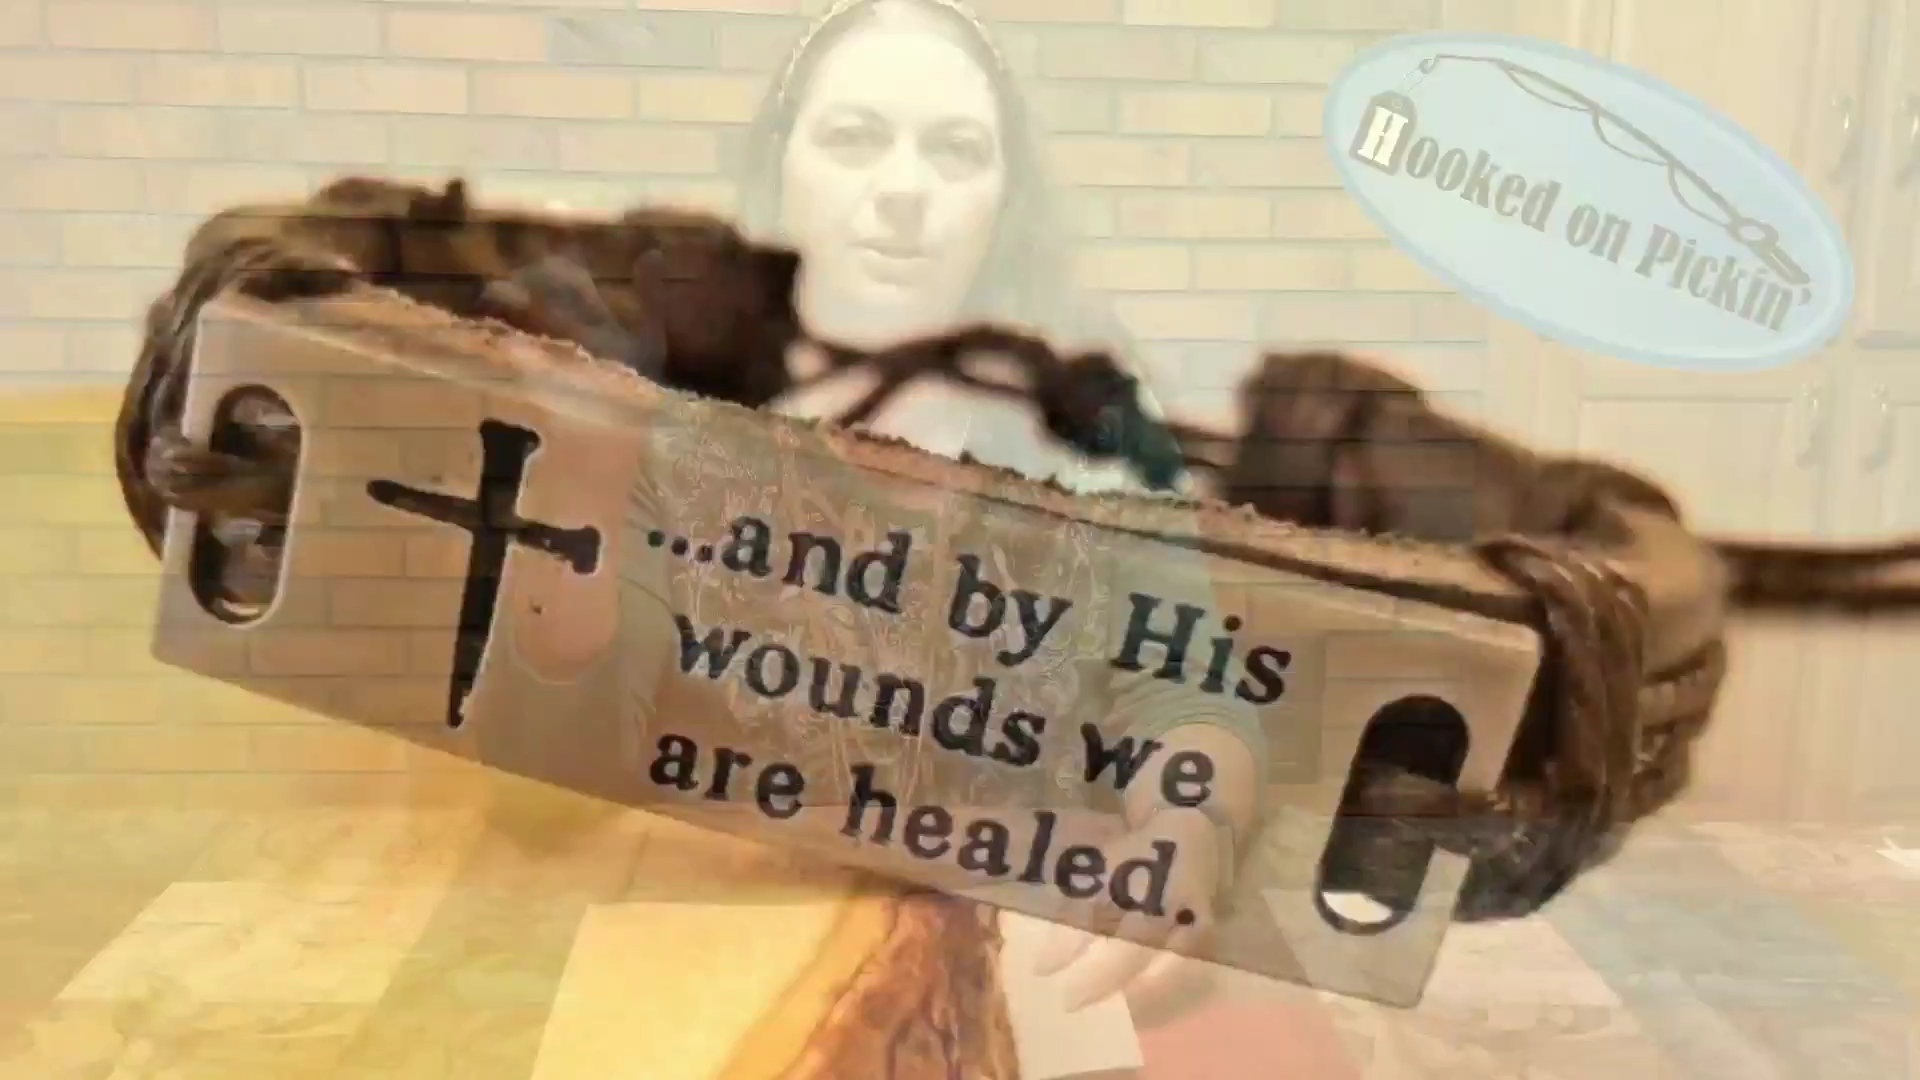 Hooked on Pickin'
...and by His
wounds we
are healed.